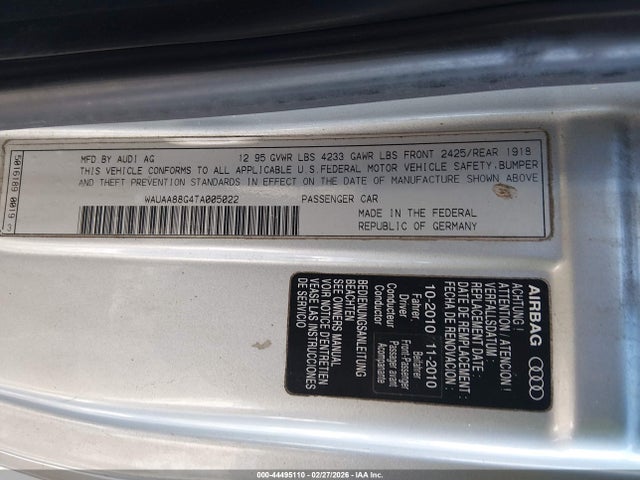 MFD BY AUDI AG 12 95 GVWR LBS 4233 GAWR LBS FRONT 2425/REAR 1918
THIS VEHICLE CONFORMS TO ALL APPLICABLE U.S.FEDERAL MOTOR VEHICLE SAFETY, BUMPER
AND THEFT PREVENTION STANDARDS IN EFFECT ON THE DATE OF MANUFACTURE SHOWN ABOVE
WAUAA88G4TA005022 PASSENGER CAR
MADE IN THE FEDERAL
REPUBLIC OF GERMANY
AIRBAG
ACHTUNG!
ATTENTION / ATENCION!
VERFALLSDATUM :
REPLACEMENT DATE :
DATE DE REMPLACEMENT :
FECHA DE RENOVACION :
10-2010 11-2010
Fahrer
Driver
Conducteur
Conductor
Beifahrer
Front-Passenger
Passager avant
Acompañante
BEDIENUNGSANLEITUNG
BEACHTEN
SEE OWNERS MANUAL
VOIR NOTICE D'ENTRETIEN
VEASE LAS INSTRUCCIONES
DE SERVICIO
000-44495110 - 02/27/2026 - IAAI.COM